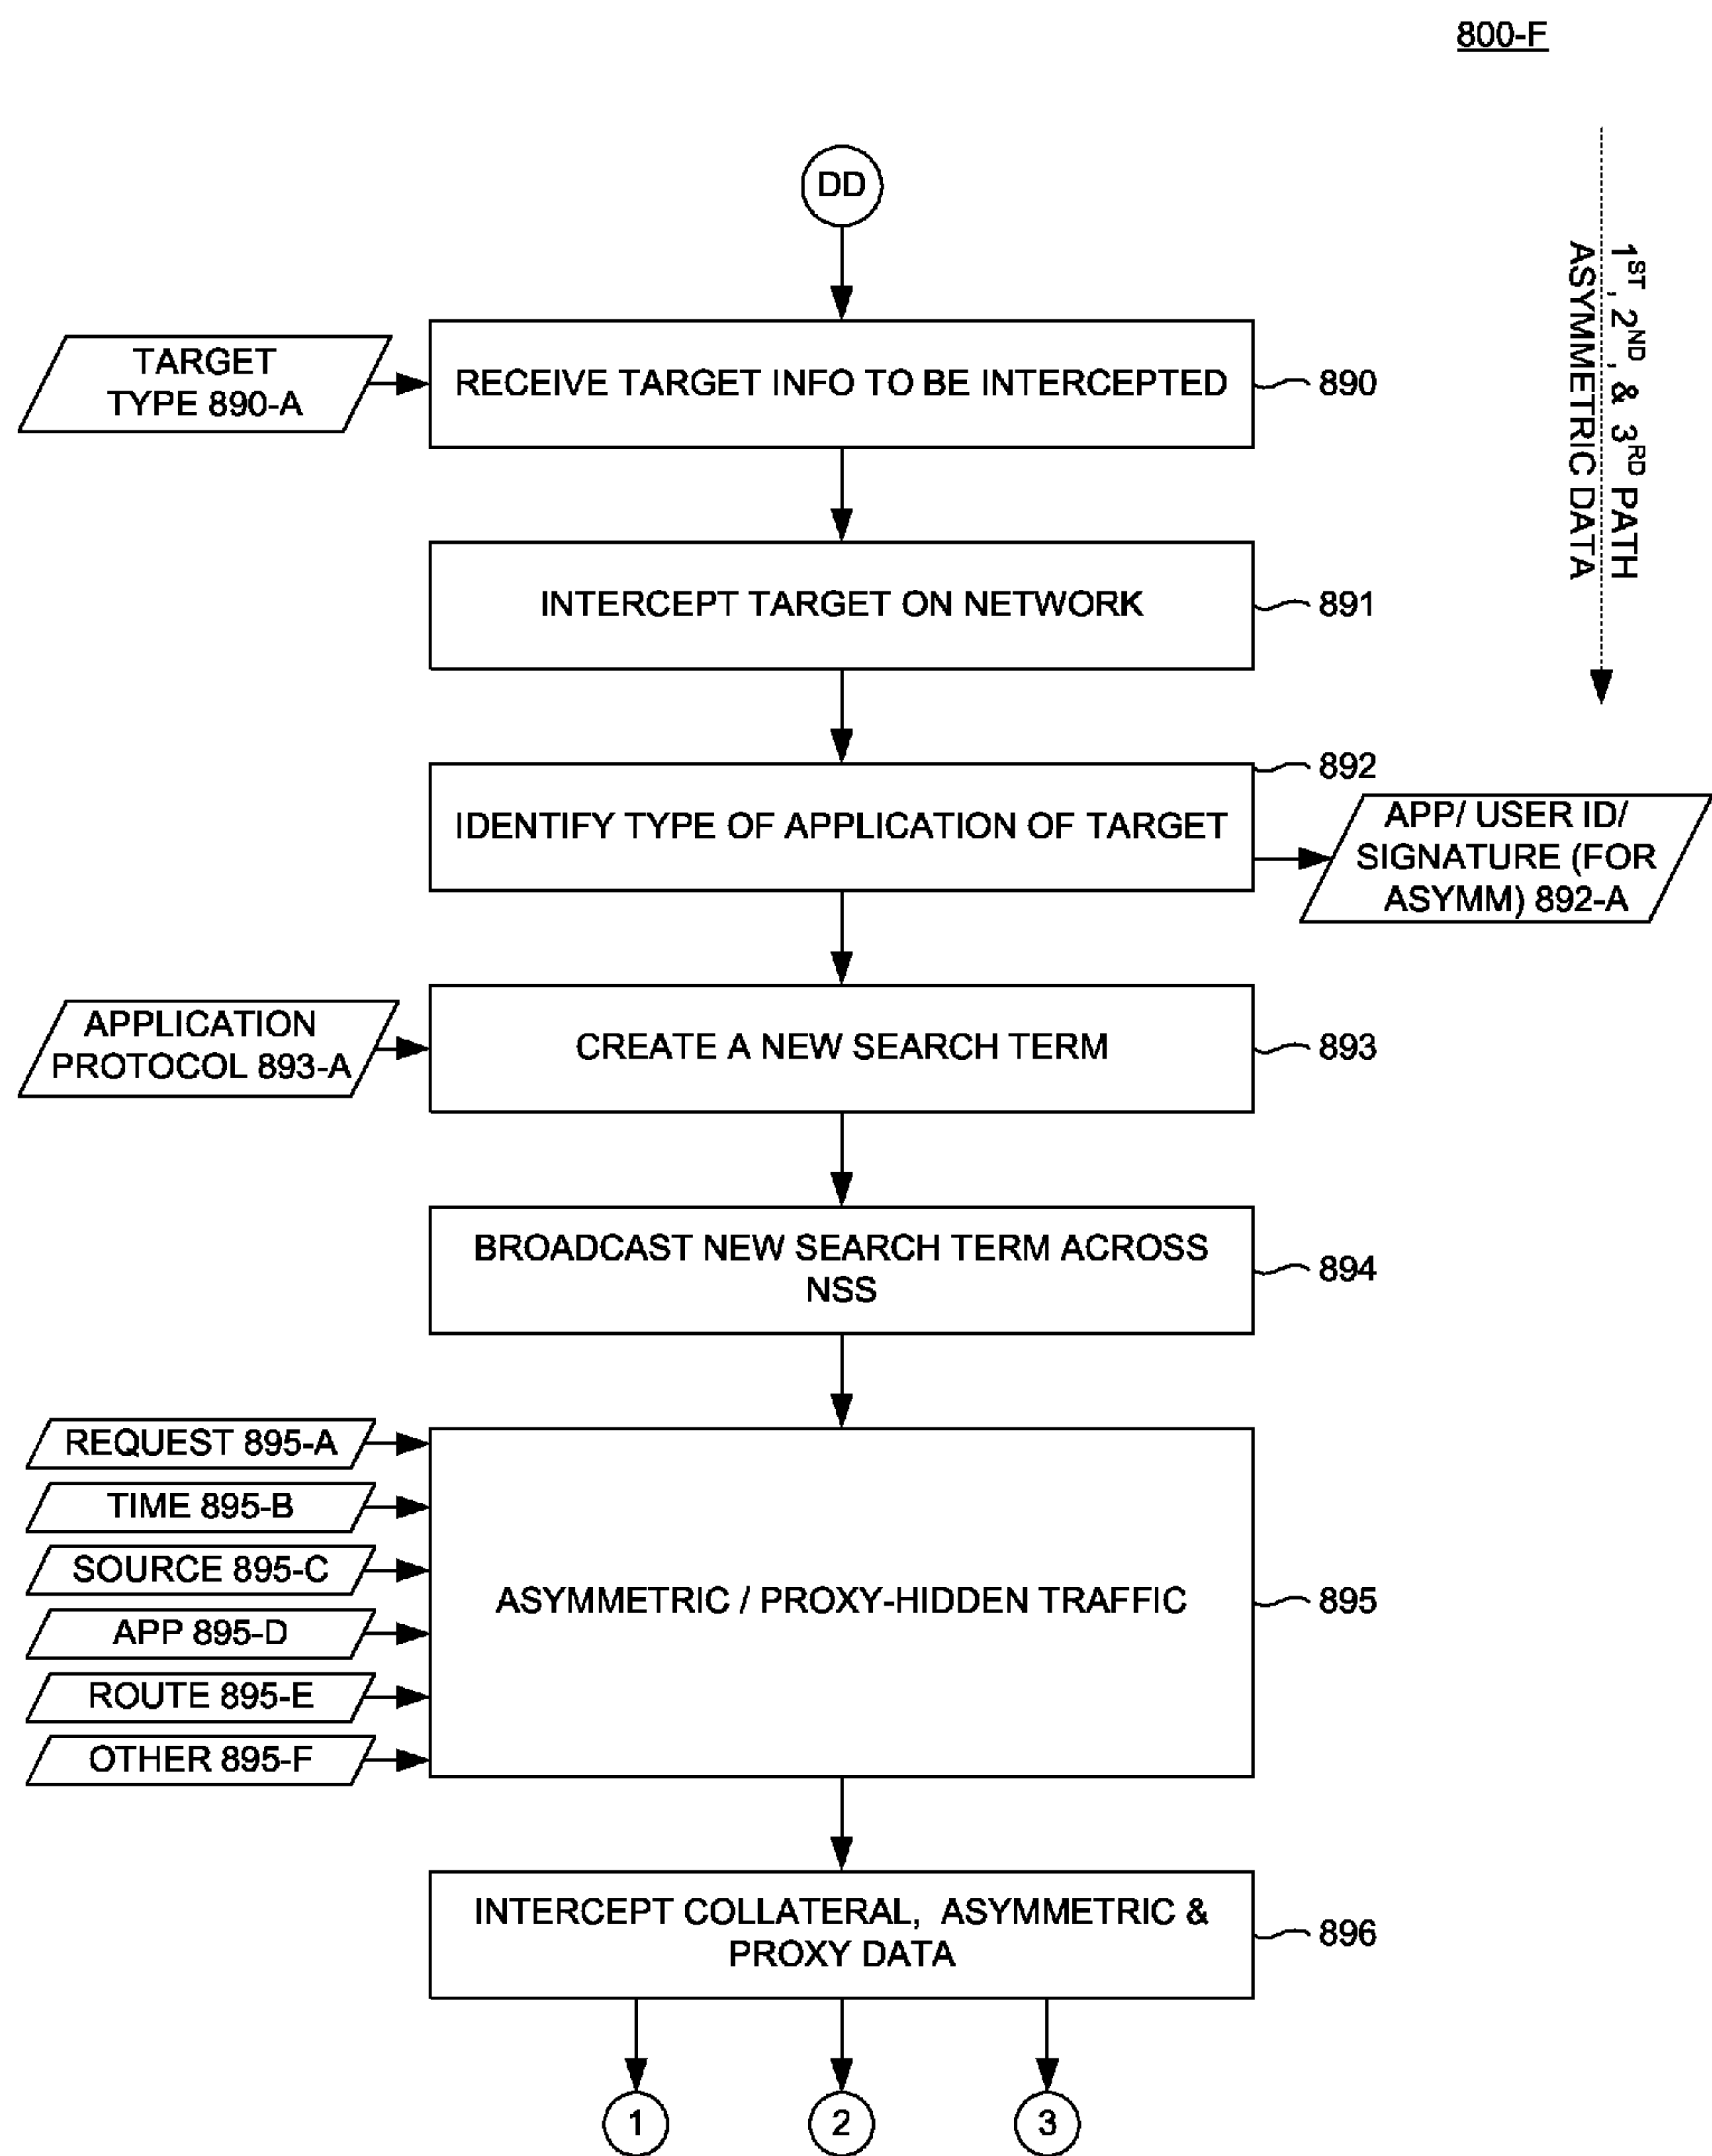 800-F
DD
1ST, 2ND, & 3RD PATH
ASYMMETRIC DATA
TARGET
TYPE 890-A
RECEIVE TARGET INFO TO BE INTERCEPTED
890
INTERCEPT TARGET ON NETWORK
891
892
IDENTIFY TYPE OF APPLICATION OF TARGET
APP/ USER ID/
SIGNATURE (FOR
ASYMM) 892-A
APPLICATION
PROTOCOL 893-A
CREATE A NEW SEARCH TERM
893
BROADCAST NEW SEARCH TERM ACROSS
NSS
894
REQUEST 895-A
TIME 895-B
SOURCE 895-C
APP 895-D
ROUTE 895-E
OTHER 895-F
ASYMMETRIC / PROXY-HIDDEN TRAFFIC
895
INTERCEPT COLLATERAL, ASYMMETRIC &
PROXY DATA
896
1
2
3